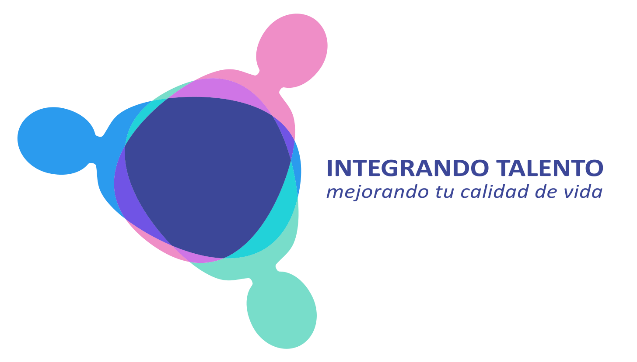 INTEGRANDO TALENTO
mejorando tu calidad de vida